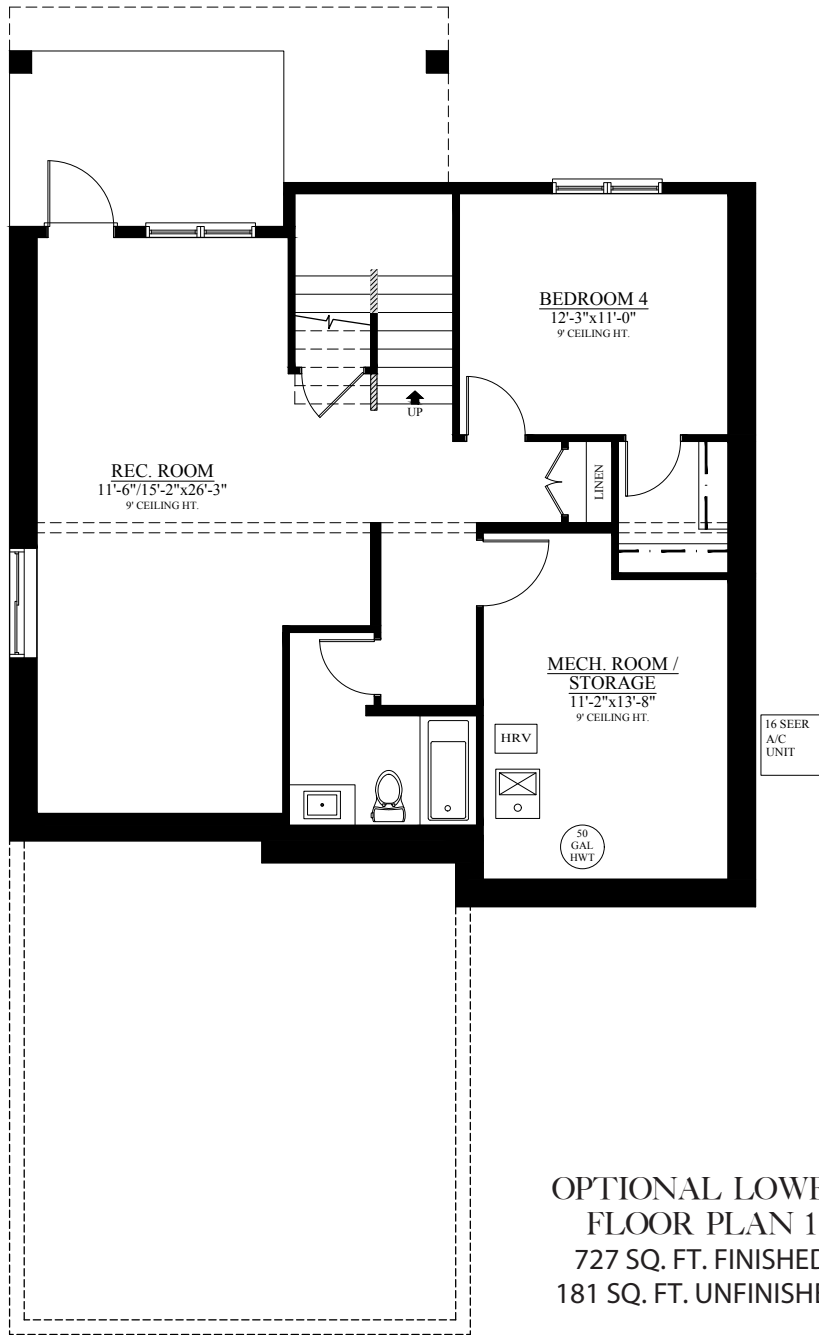 BEDROOM 4
12'-3"x11'-0"
9' CEILING HT.
UP
REC. ROOM
11'-6"/15'-2"x26'-3"
9' CEILING HT.
LINEN
MECH. ROOM /
STORAGE
11'-2"x13'-8"
9' CEILING HT.
HRV
16 SEER
A/C
UNIT
50
GAL
HWT
OPTIONAL
FLOOR PLAN 1
727 SQ. FT. FINISHED
181 SQ. FT.